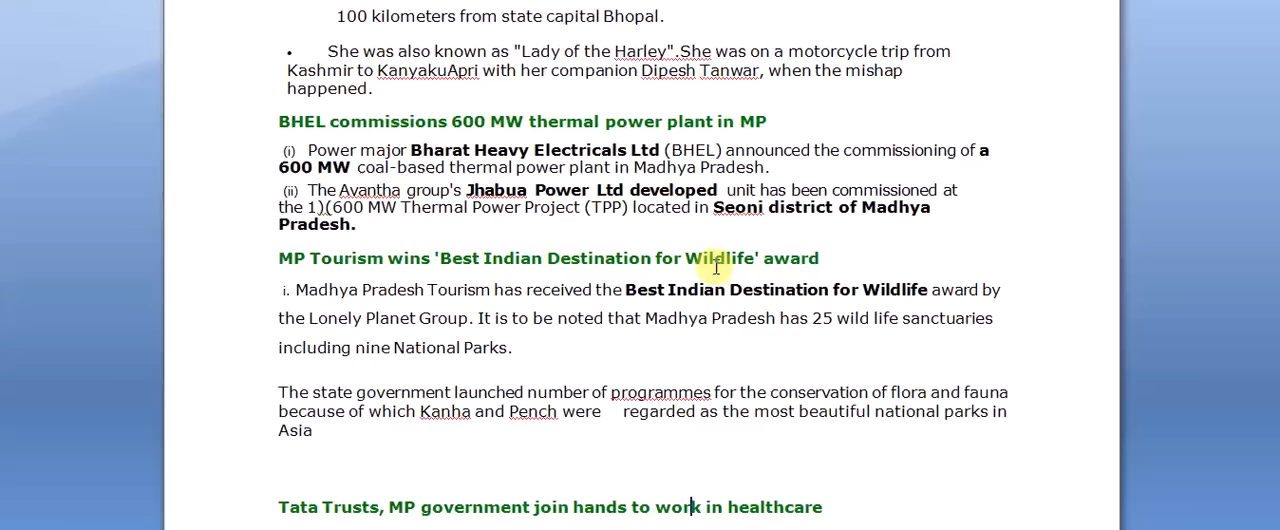 100 kilometers from state capital Bhopal.
• She was also known as "Lady of the Harley".She was on a motorcycle trip from
Kashmir to KanyakuApri with her companion Dipesh Tanwar, when the mishap
happened.
BHEL commissions 600 MW thermal power plant in MP
(i) Power major Bharat Heavy Electricals Ltd (BHEL) announced the commissioning of a
600 MW coal-based thermal power plant in Madhya Pradesh.
(ii) The Avantha group's Jhabua Power Ltd developed unit has been commissioned at
the 1)(600 MW Thermal Power Project (TPP) located in Seoni district of Madhya
Pradesh.
MP Tourism wins 'Best Indian Destination for Wildlife' award
i. Madhya Pradesh Tourism has received the Best Indian Destination for Wildlife award by
the Lonely Planet Group. It is to be noted that Madhya Pradesh has 25 wild life sanctuaries
including nine National Parks.
The state government launched number of programmes for the conservation of flora and fauna
because of which Kanha and Pench were regarded as the most beautiful national parks in
Asia
Tata Trusts, MP government join hands to work in healthcare